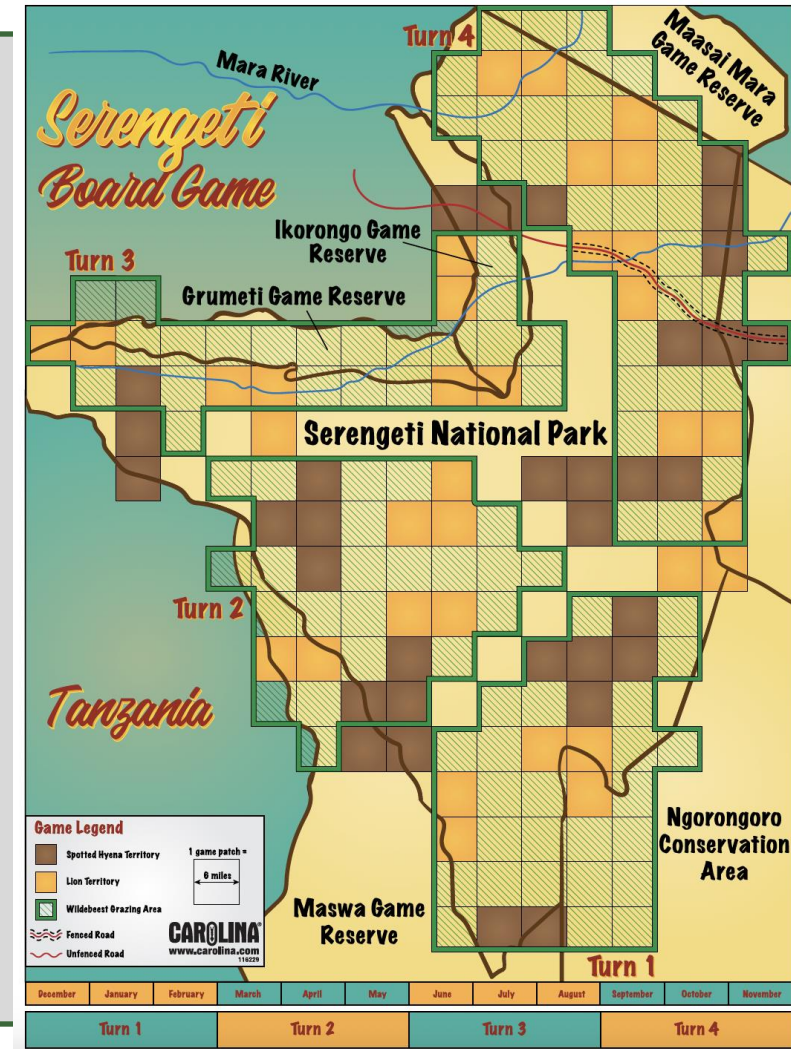 Turn 4
Mara River
Maasai Mara
Game Reserve
Serengeti
Board Game
Ikorongo Game
Reserve
Turn 3
Grumeti Game Reserve
Serengeti National Park
Turn 2
Tanzania
Game Legend
Spotted Hyena Territory
Lion Territory
Wildebeest Grazing Area
Fenced Road
Unfenced Road
1 game patch =
6 miles
CAROLINA®
www.carolina.com
Maswa Game
Reserve
Ngorongoro
Conservation
Area
Turn 1
December January February March April May June July August September October November
Turn 1 Turn 2 Turn 3 Turn 4